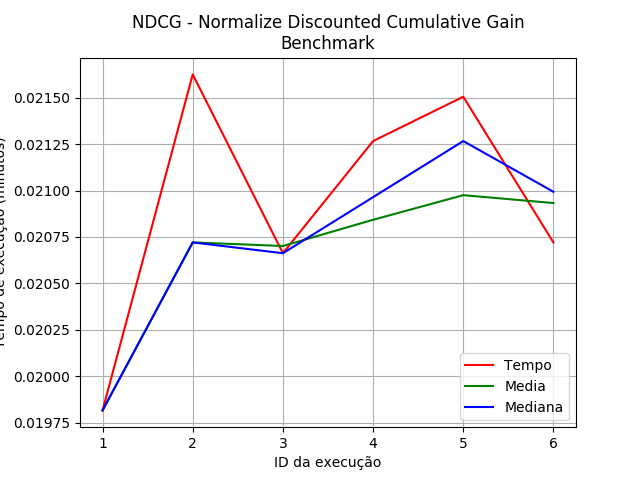 NDCG - Normalize Discounted Cumulative Gain
Benchmark
0.02150
0.02125
0.02100
0.02075
0.02050
0.02025
0.02000
0.01975
de execução (minutos)
Tempo
Media
Mediana
1 2 3 4 5 6
ID da execução